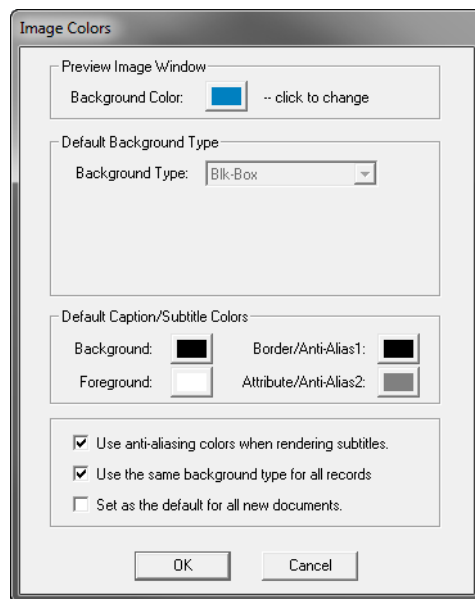 Image Colors
Preview Image Window
Background Color: -- click to change
Default Background Type
Background Type: Blk-Box
Default Caption/Subtitle Colors
Background: Border/Anti-Alias1:
Foreground: Attribute/Anti-Alias2:
Use anti-aliasing colors when rendering subtitles.
Use the same background type for all records
Set as the default for all new documents.
OK Cancel